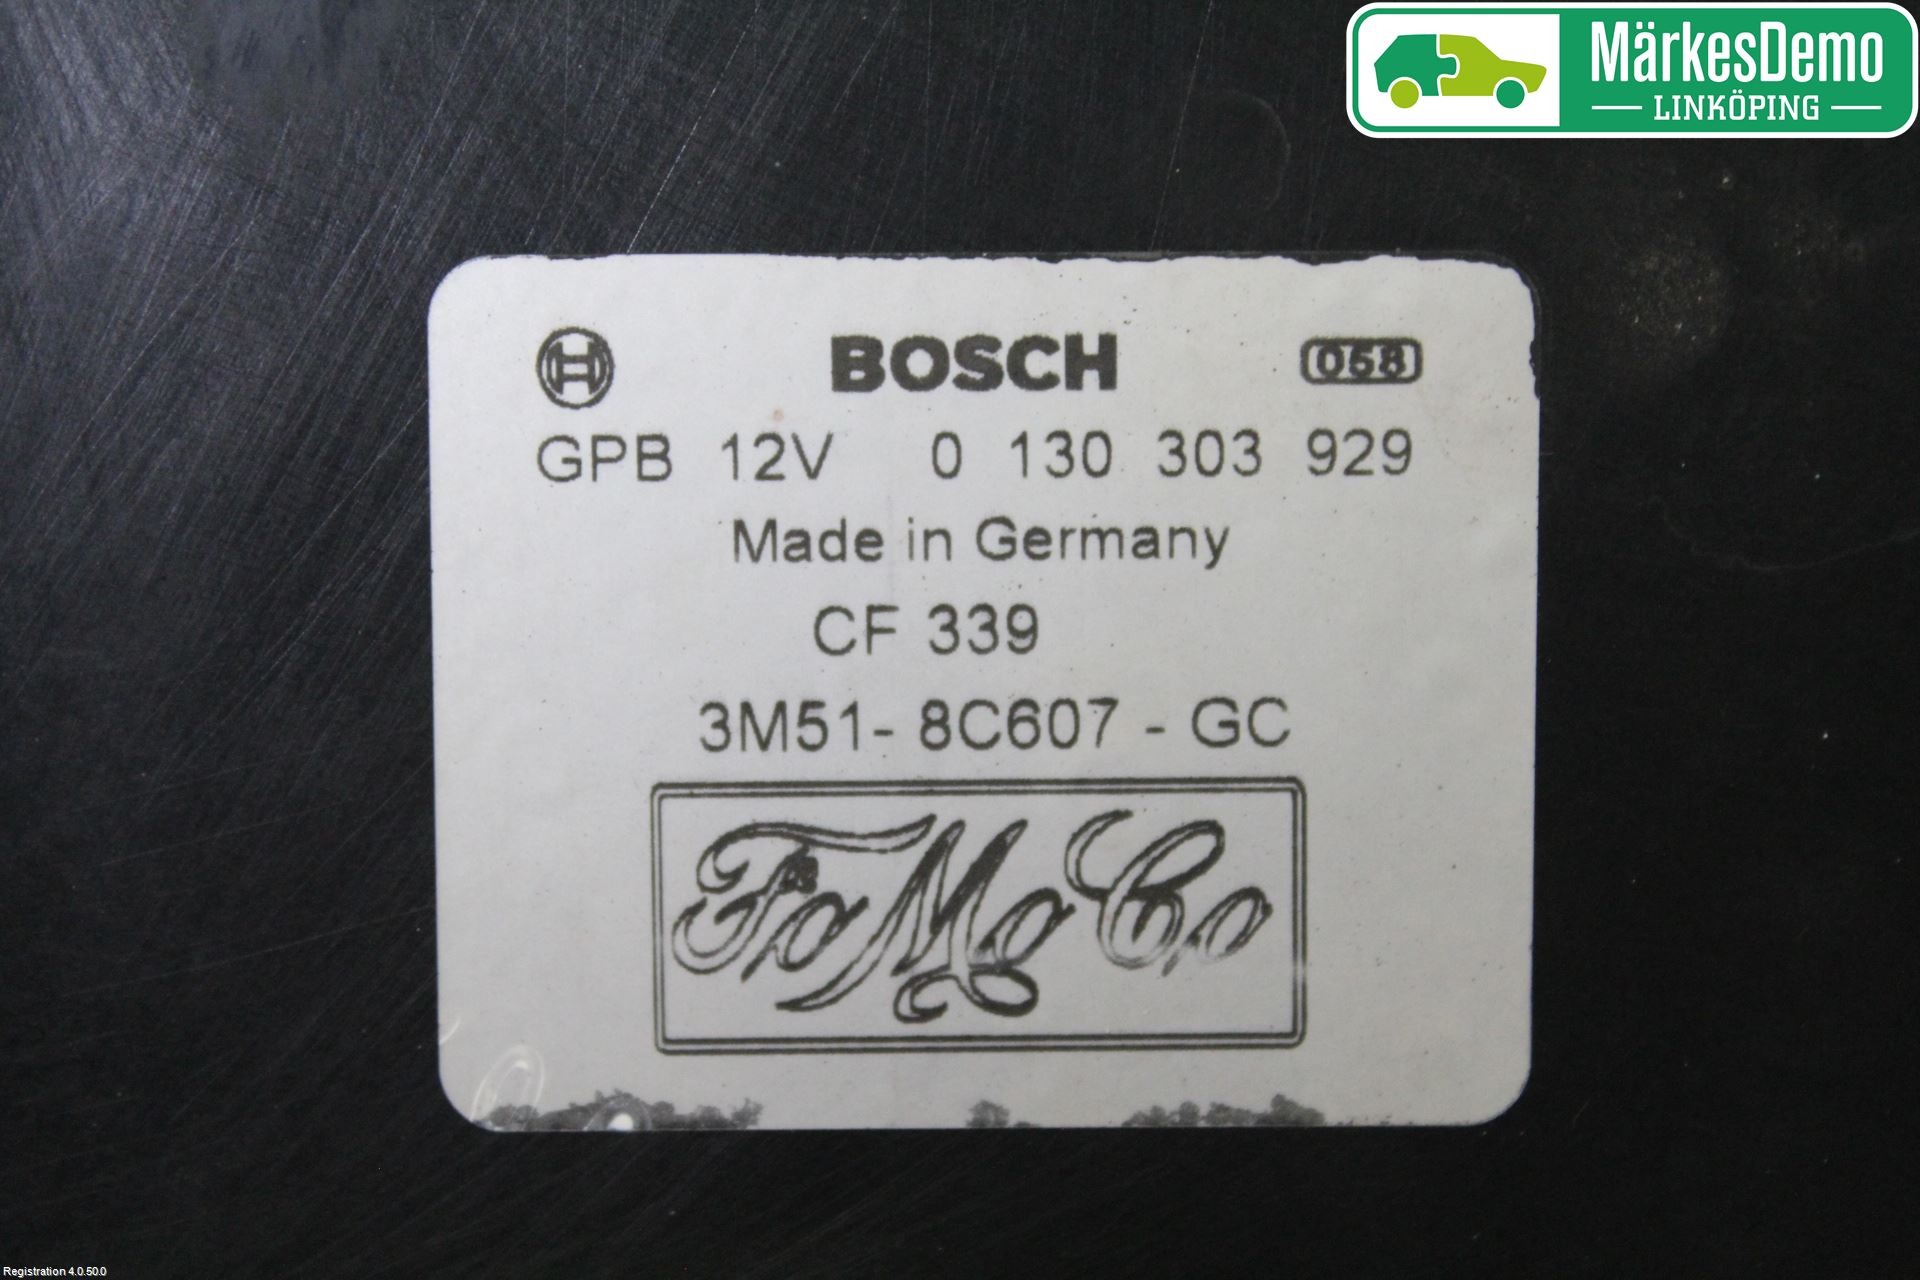 MärkesDemo
LINKÖPING
BOSCH 058
GPB 12V 0 130 303 929
Made in Germany
CF 339
3M51- 8C607 - GC
FoMoCo
Registration 4.0.50.0